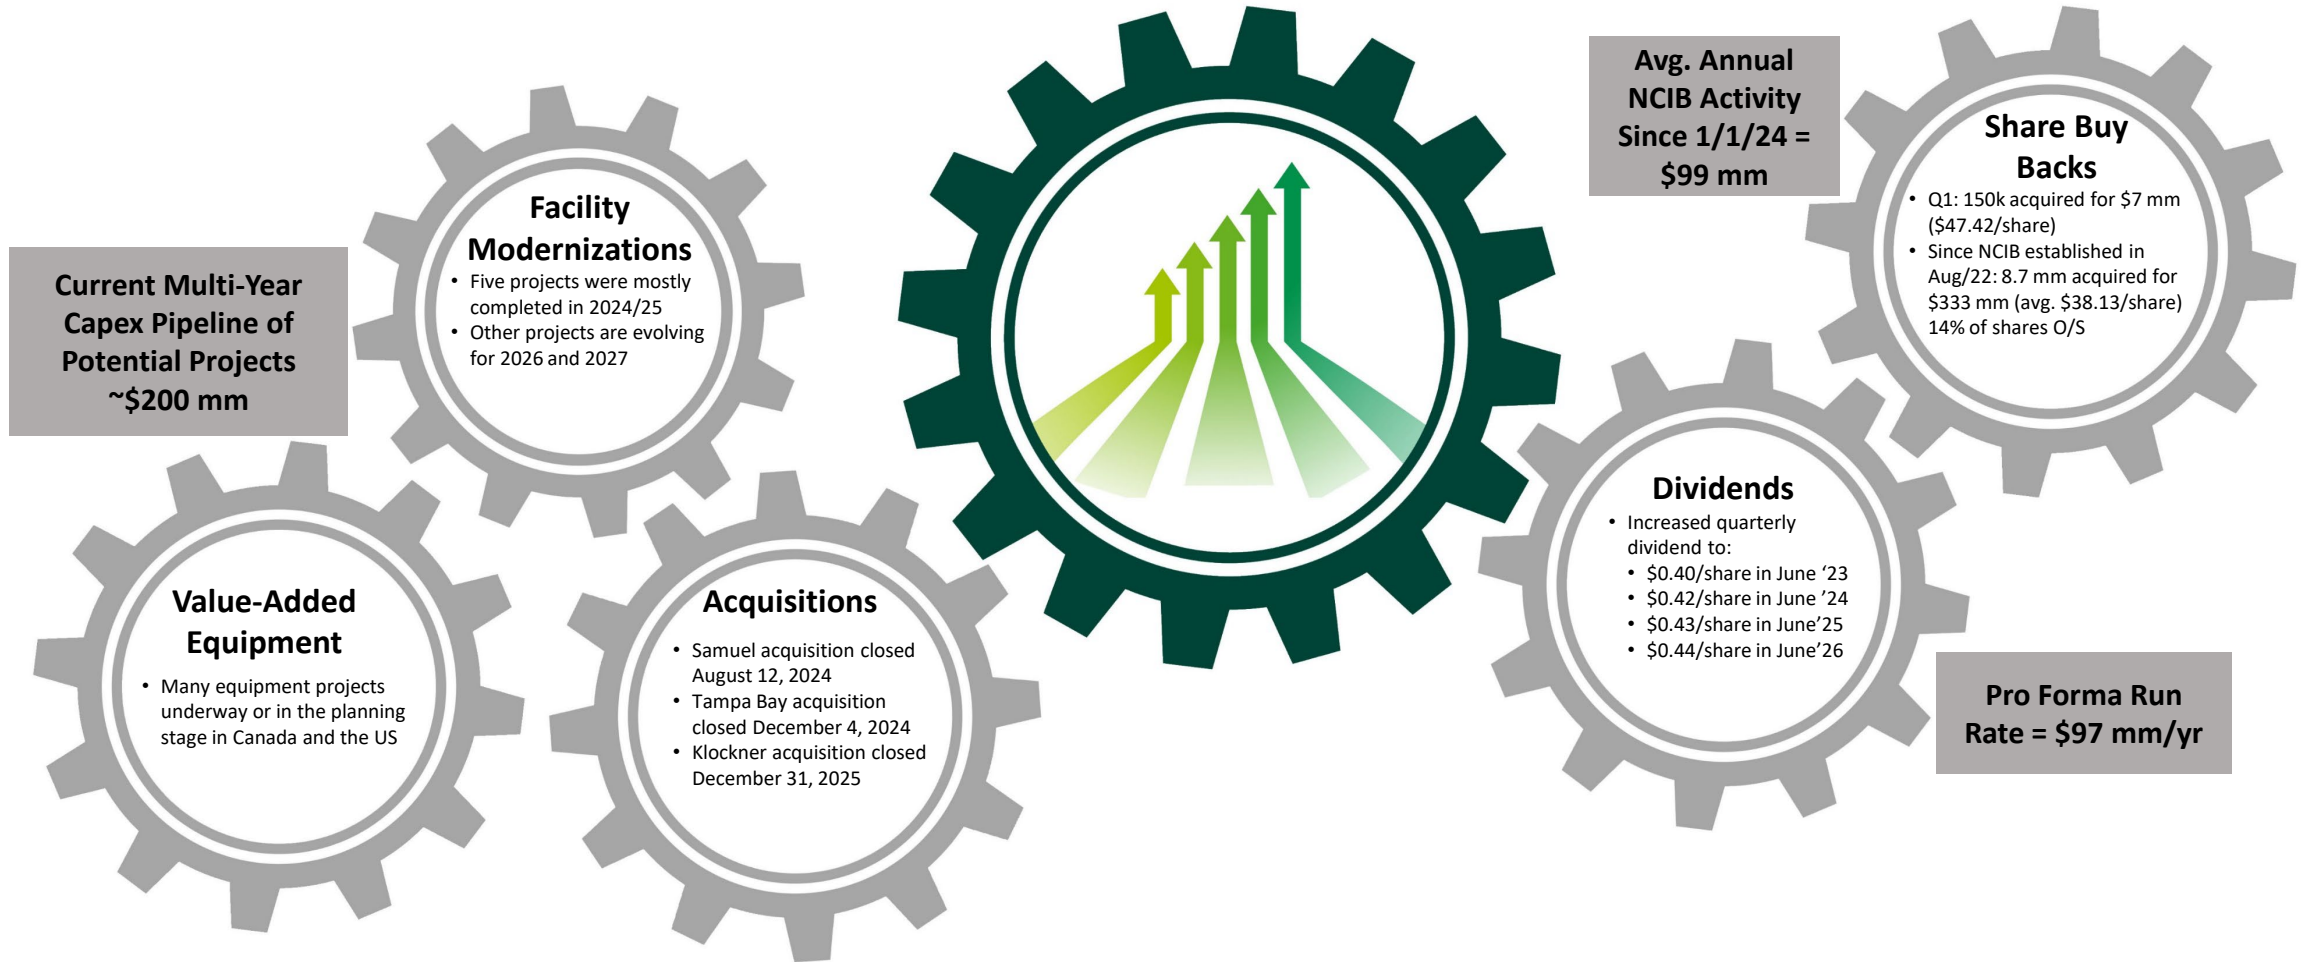 Current Multi-Year
Capex Pipeline of
Potential Projects
~$200 mm
Facility
Modernizations
• Five projects were mostly
completed in 2024/25
• Other projects are evolving
for 2026 and 2027
Value-Added
Equipment
• Many equipment projects
underway or in the planning
stage in Canada and the US
Acquisitions
• Samuel acquisition closed
August 12, 2024
• Tampa Bay acquisition
closed December 4, 2024
• Klockner acquisition closed
December 31, 2025
Avg. Annual
NCIB Activity
Since 1/1/24 =
$99 mm
Share Buy
Backs
• Q1: 150k acquired for $7 mm
($47.42/share)
• Since NCIB established in
Aug/22: 8.7 mm acquired for
$333 mm (avg. $38.13/share)
14% of shares O/S
Dividends
• Increased quarterly
dividend to:
• $0.40/share in June ‘23
• $0.42/share in June ’24
• $0.43/share in June’25
• $0.44/share in June’26
Pro Forma Run
Rate = $97 mm/yr